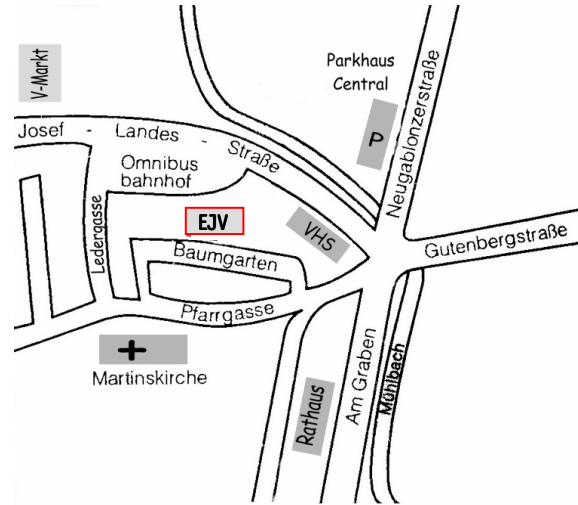 V-Markt
Parkhaus
Central
P
Neugablonzerstraße
Josef - Landes - Straße
Omnibus
bahnhof
Ledergasse
EJV
VHS
Gutenbergstraße
Baumgarten
Pfarrgasse
Martinskirche
Rathaus
Am Graben
Mühlbach